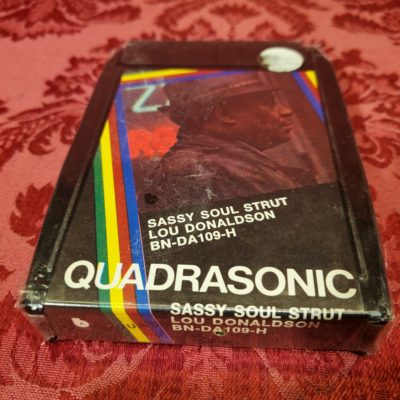 SASSY SOUL STRUT
LOU DONALDSON
BN-DA109-H
QUADRASONIC
SASSY SOUL STRUT
LOU DONALDSON
BN-DA109-H